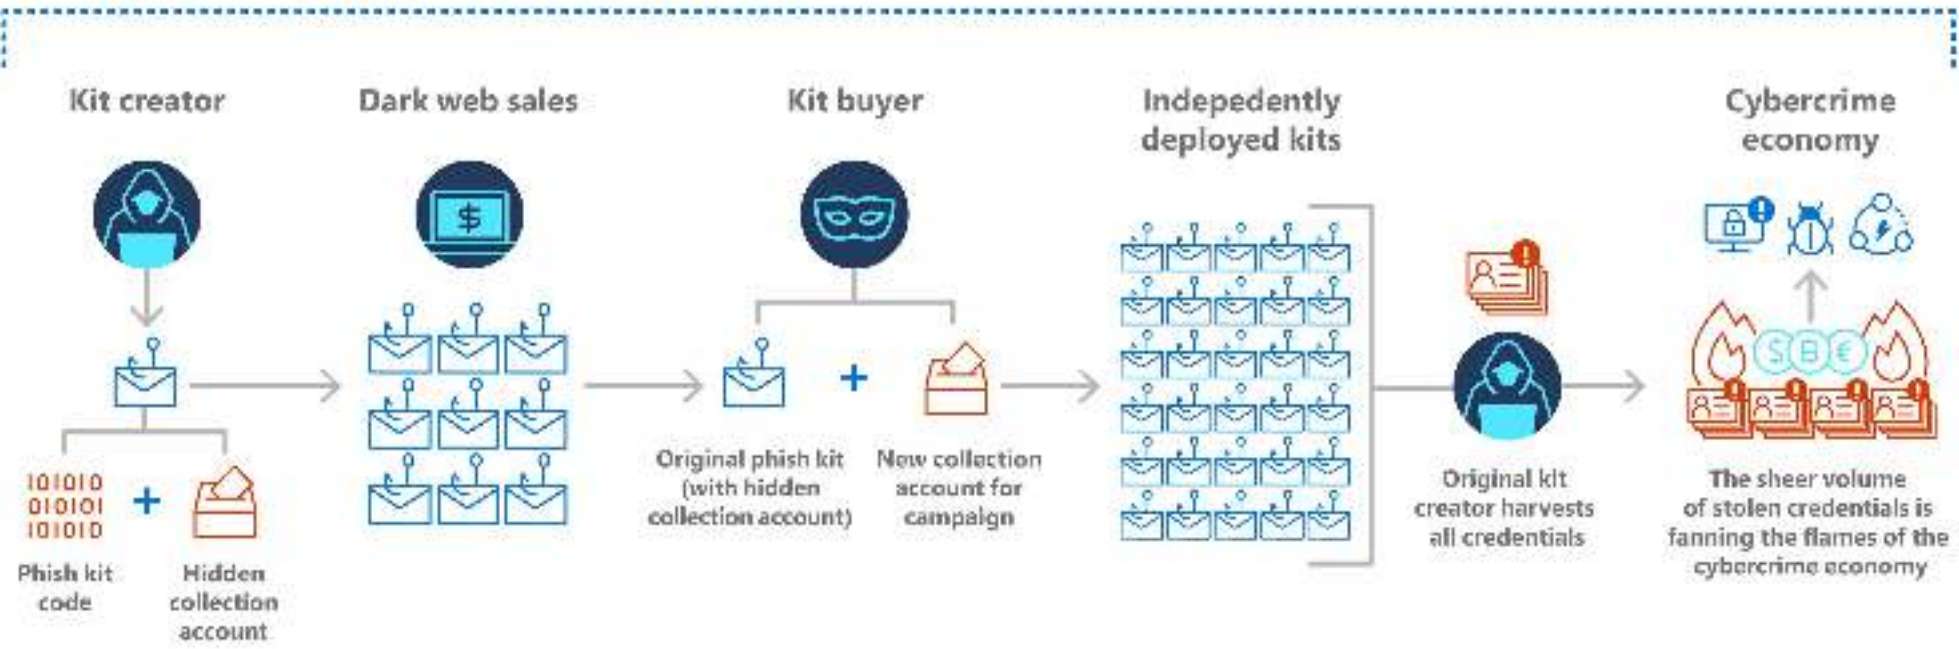 Kit creator
Dark web sales
Kit buyer
Indepedently
deployed kits
Cybercrime
economy
$
101010
010101
101010
+
Phish kit
code
Hidden
collection
account
+
Original phish kit
(with hidden
collection account)
New collection
account for
campaign
!
Original kit
creator harvests
all credentials
!
$ B €
! ! ! !
The sheer volume
of stolen credentials is
fanning the flames of the
cybercrime economy